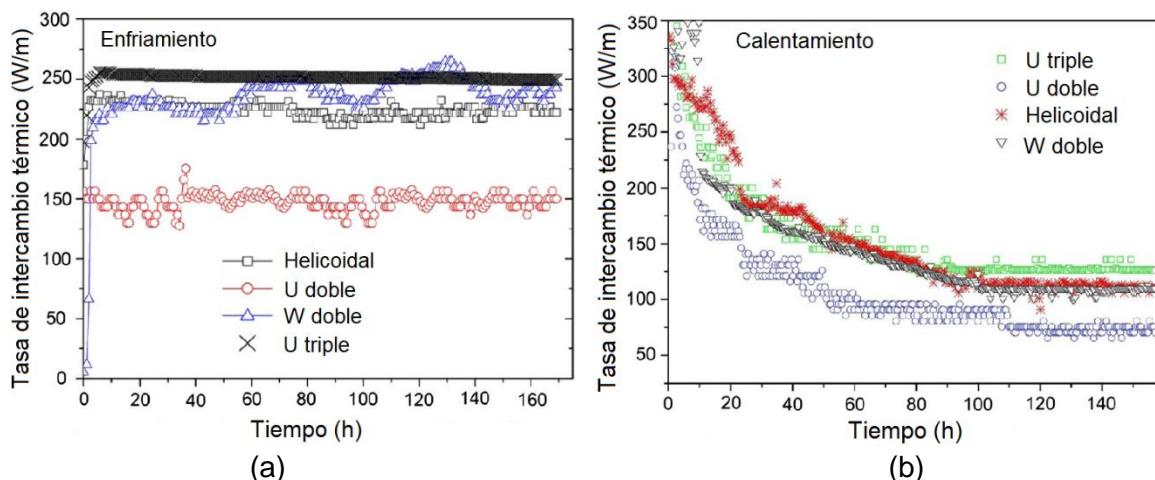 Tasa de intercambio térmico (W/m)
300
250
200
150
100
50
0
Enfriamiento
Helicoidal
U doble
W doble
U triple
0 20 40 60 80 100 120 140 160
Tiempo (h)
(a)
Tasa de intercambio térmico (W/m)
350
300
250
200
150
100
50
Calentamiento
U triple
U doble
Helicoidal
W doble
0 20 40 60 80 100 120 140
Tiempo (h)
(b)